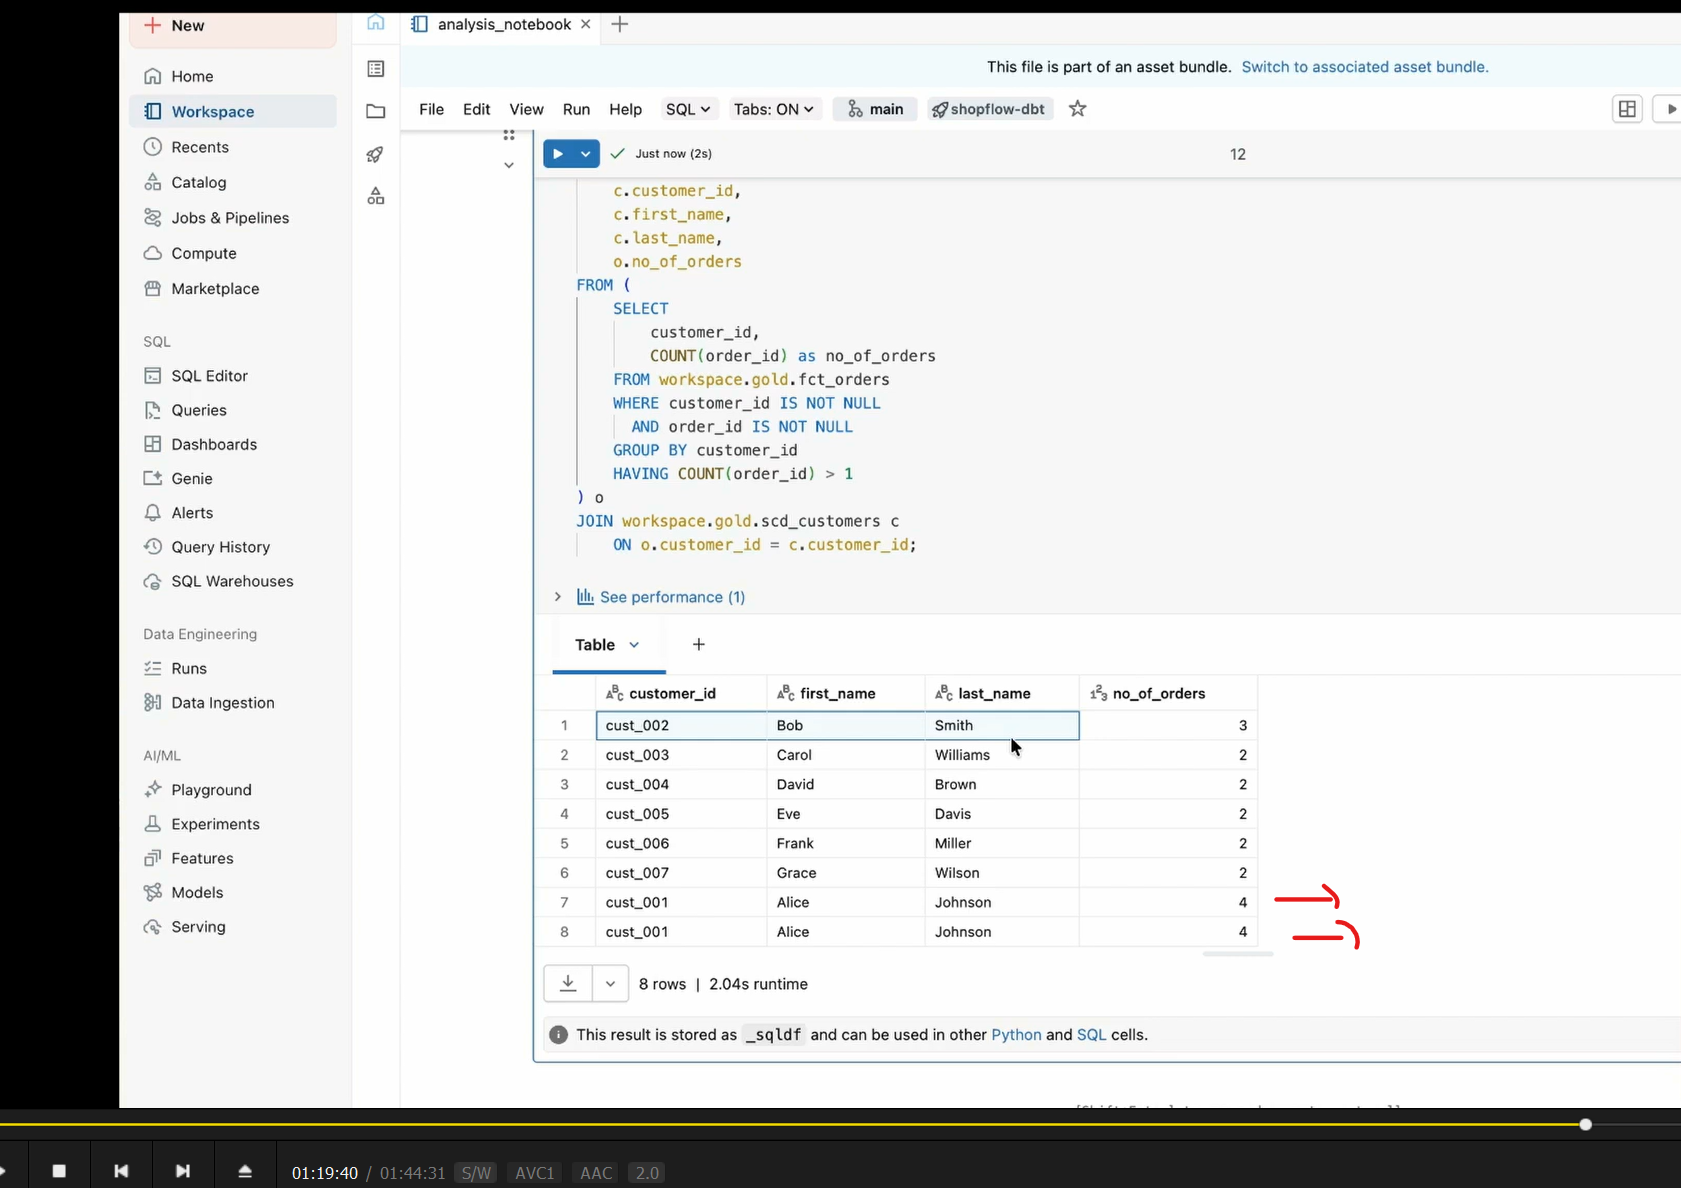 New
analysis_notebook
This file is part of an asset bundle. Switch to associated asset bundle.
Home
Workspace
Recents
Catalog
Jobs & Pipelines
Compute
Marketplace
SQL
SQL Editor
Queries
Dashboards
Genie
Alerts
Query History
SQL Warehouses
Data Engineering
Runs
Data Ingestion
AI/ML
Playground
Experiments
Features
Models
Serving
File Edit View Run Help SQL Tabs: ON main shopflow-dbt
Just now (2s) 12
c.customer_id,
c.first_name,
c.last_name,
o.no_of_orders
FROM (
SELECT
customer_id,
COUNT(order_id) as no_of_orders
FROM workspace.gold.fct_orders
WHERE customer_id IS NOT NULL
AND order_id IS NOT NULL
GROUP BY customer_id
HAVING COUNT(order_id) > 1
) o
JOIN workspace.gold.scd_customers c
ON o.customer_id = c.customer_id;
See performance (1)
Table
customer_id first_name last_name no_of_orders
1 cust_002 Bob Smith 3
2 cust_003 Carol Williams 2
3 cust_004 David Brown 2
4 cust_005 Eve Davis 2
5 cust_006 Frank Miller 2
6 cust_007 Grace Wilson 2
7 cust_001 Alice Johnson 4
8 cust_001 Alice Johnson 4
8 rows | 2.04s runtime
This result is stored as _sqldf and can be used in other Python and SQL cells.
01:19:40 / 01:44:31 S/W AVC1 AAC 2.0